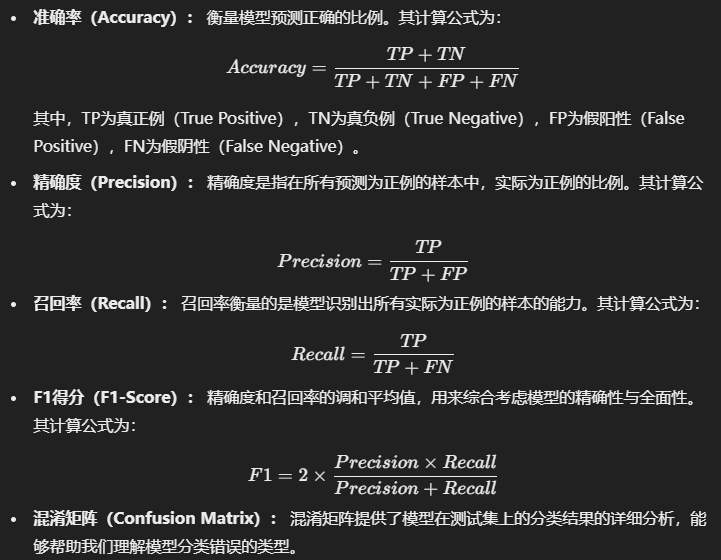 • 准确率（Accuracy）： 衡量模型预测正确的比例。其计算公式为：
Accuracy = \frac{TP + TN}{TP + TN + FP + FN}
其中，TP为真正例（True Positive），TN为真负例（True Negative），FP为假阳性（False
Positive），FN为假阴性（False Negative）。
• 精确度（Precision）： 精确度是指在所有预测为正例的样本中，实际为正例的比例。其计算公
式为：
Precision = \frac{TP}{TP + FP}
• 召回率（Recall）： 召回率衡量的是模型识别出所有实际为正例的样本的能力。其计算公式为：
Recall = \frac{TP}{TP + FN}
• F1得分（F1-Score）： 精确度和召回率的调和平均值，用来综合考虑模型的精确性与全面性。
其计算公式为：
F1 = 2 × \frac{Precision × Recall}{Precision + Recall}
• 混淆矩阵（Confusion Matrix）： 混淆矩阵提供了模型在测试集上的分类结果的详细分析，能
够帮助我们理解模型分类错误的类型。